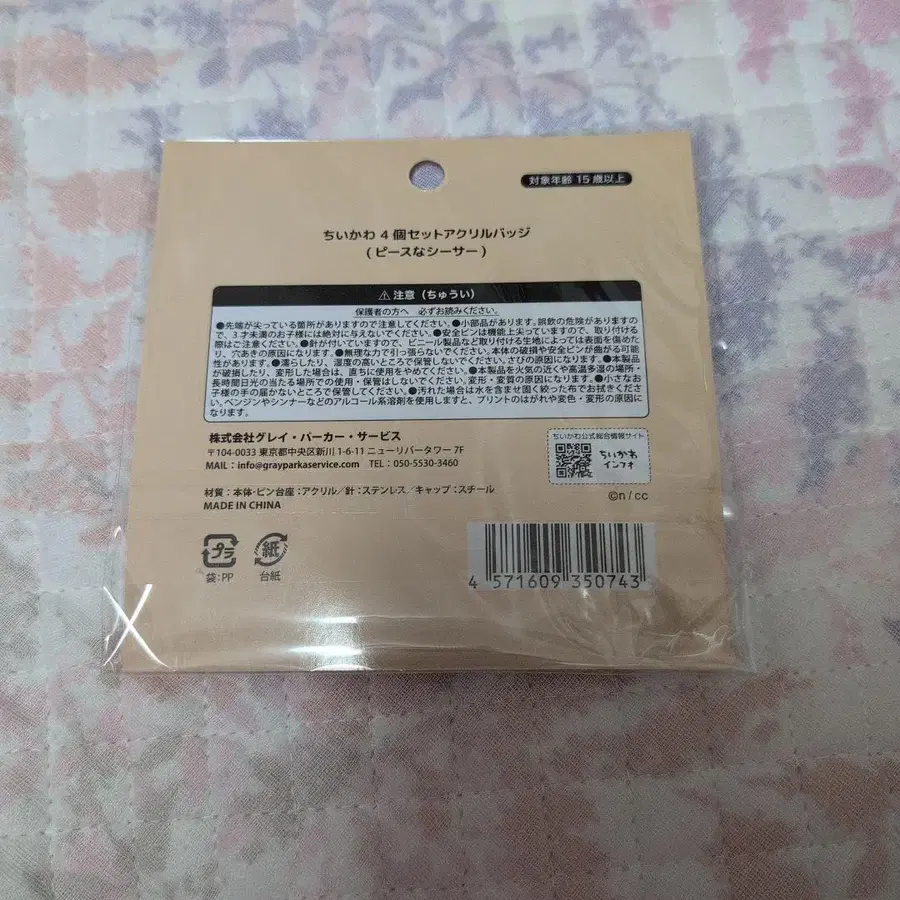 対象年齢 15 歳以上
ちいかわ 4 個セットアクリルバッジ
(ピースなシーサー)
⚠注意(ちゅうい)
保護者の方へ 必ずお読みください。
●先端が尖っている箇所がありますので注意してください。●小部品があります。誤飲の危険がありますの
で、3才未満のお子様には絶対に与えないでください。●安全ピンは機能上尖っていますので、取り付ける
際はご注意ください。●針が付いていますので、ビニール製品など取り付ける生地によっては表面を傷めた
り、穴あきの原因になります。●無理な力で引っ張らないでください。本体の破損や安全ピンが曲がる可能
性があります。●濡らしたり、湿度の高いところで保管しないでください。さびの原因になります。●本製品
が破損したり、変形した場合は、直ちに使用をやめてください。●本製品を火気の近くや高温多湿の場所・
長時間日光の当たる場所での使用・保管はしないでください。変形・変質の原因になります。●小さなお
子様の手の届かないところで保管してください。●汚れた場合は水を含ませ固く絞った布でお拭きくださ
い。ベンジンやシンナーなどのアルコール系溶剤を使用しますと、プリントのはがれや変色・変形の原因に
なります。
株式会社グレイ・パーカー・サービス
〒104-0033 東京都中央区新川 1-6-11 ニューリバータワー 7F
MAIL:info@grayparkaservice.com TEL:050-5530-3460
ちいかわ公式総合情報サイト
ちいかわ
インフォ
材質:本体・ピン台座:アクリル/針:ステンレス/キャップ:スチール
©n / cc
MADE IN CHINA
プラ
紙
袋:PP
台紙
4 571609 350743